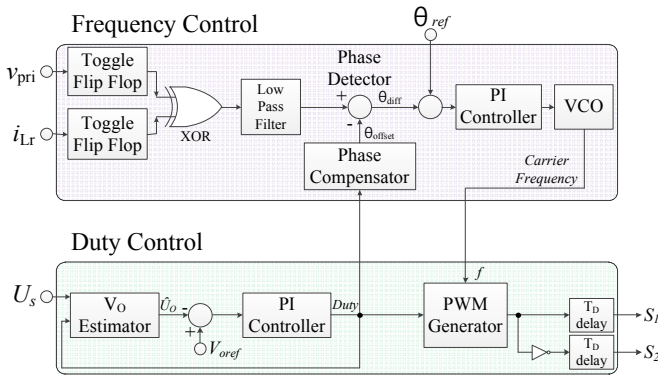 Frequency Control
θref
vpri
Toggle
Flip Flop
iLr
Toggle
Flip Flop
XOR
Low
Pass
Filter
Phase
Detector
+
-
θdiff
θoffset
Phase
Compensator
PI
Controller
VCO
Carrier
Frequency
Duty Control
Us
VO
Estimator
ÛO
-
+
Voref
PI
Controller
Duty
f
PWM
Generator
TD
delay
S1
TD
delay
S2